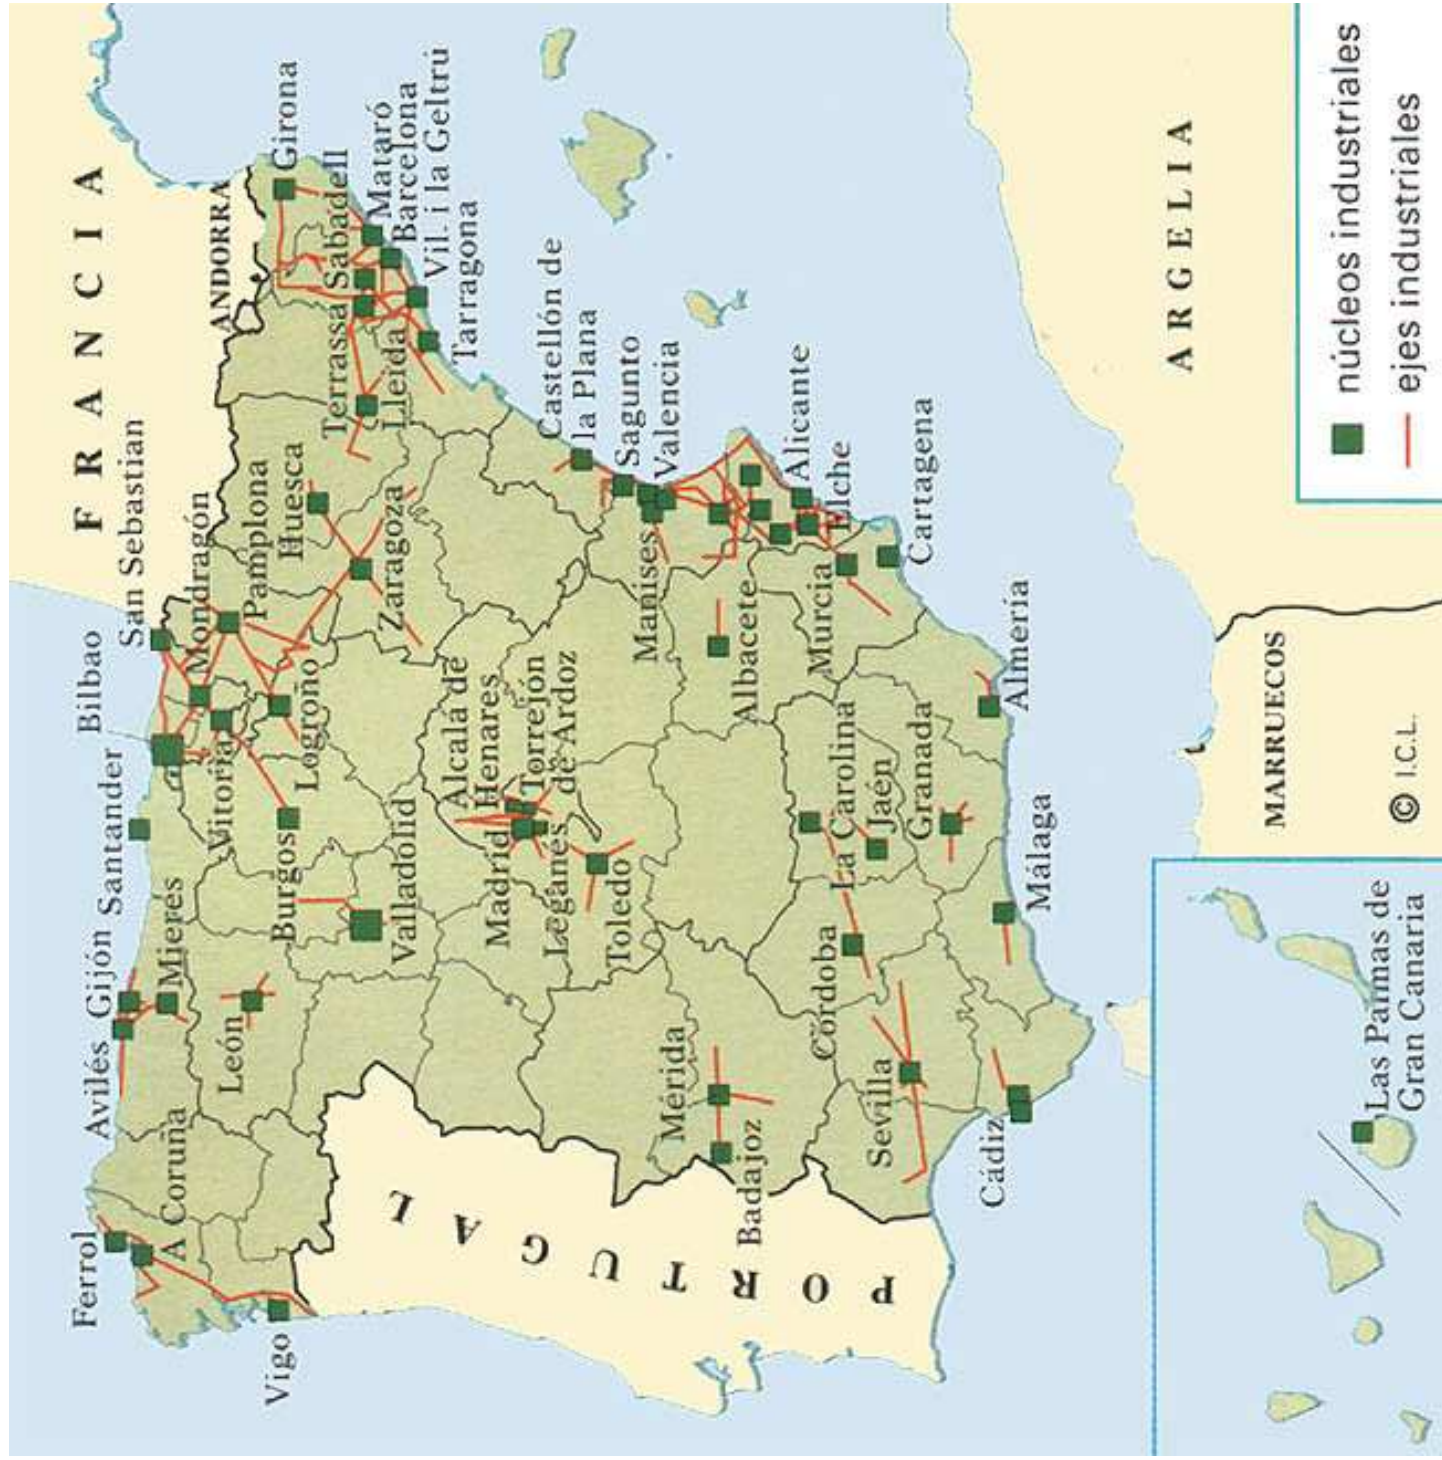 FRANCIA
ANDORRA
Ferrol
A Coruña
Vigo
Avilés
Gijón
Mieres
León
Santander
Bilbao
San Sebastian
Mondragón
Pamplona
Vitoria
Logroño
Burgos
Valladolid
Huesca
Zaragoza
Girona
Sabadell
Terrassa
Mataró
Barcelona
Vil. i la Geltrú
Tarragona
Lleida
Castellón de
la Plana
Sagunto
Valencia
Manises
Alcalá de
Henares
Torrejón
de Ardoz
Madrid
Leganés
Toledo
Albacete
Alicante
Elche
Murcia
Cartagena
Mérida
Badajoz
Córdoba
La Carolina
Jaén
Granada
Almería
Málaga
Sevilla
Cádiz
PORTUGAL
ARGELIA
MARRUECOS
© I.C.L.
Las Palmas de
Gran Canaria
núcleos industriales
ejes industriales